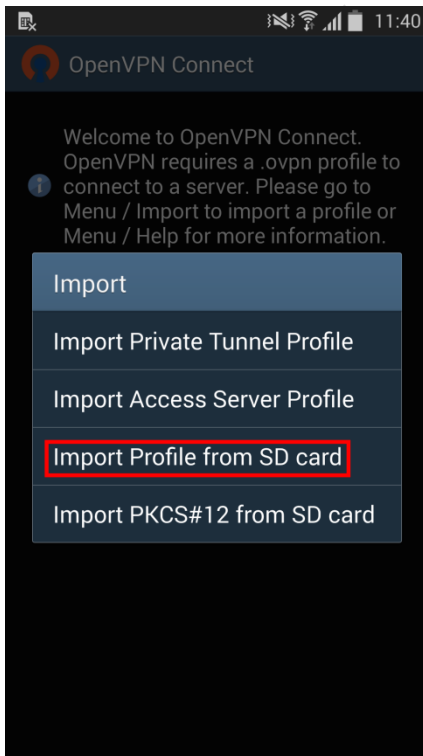 11:40
OpenVPN Connect
Welcome to OpenVPN Connect.
OpenVPN requires a .ovpn profile to
connect to a server. Please go to
Menu / Import to import a profile or
Menu / Help for more information.
Import
Import Private Tunnel Profile
Import Access Server Profile
Import Profile from SD card
Import PKCS#12 from SD card